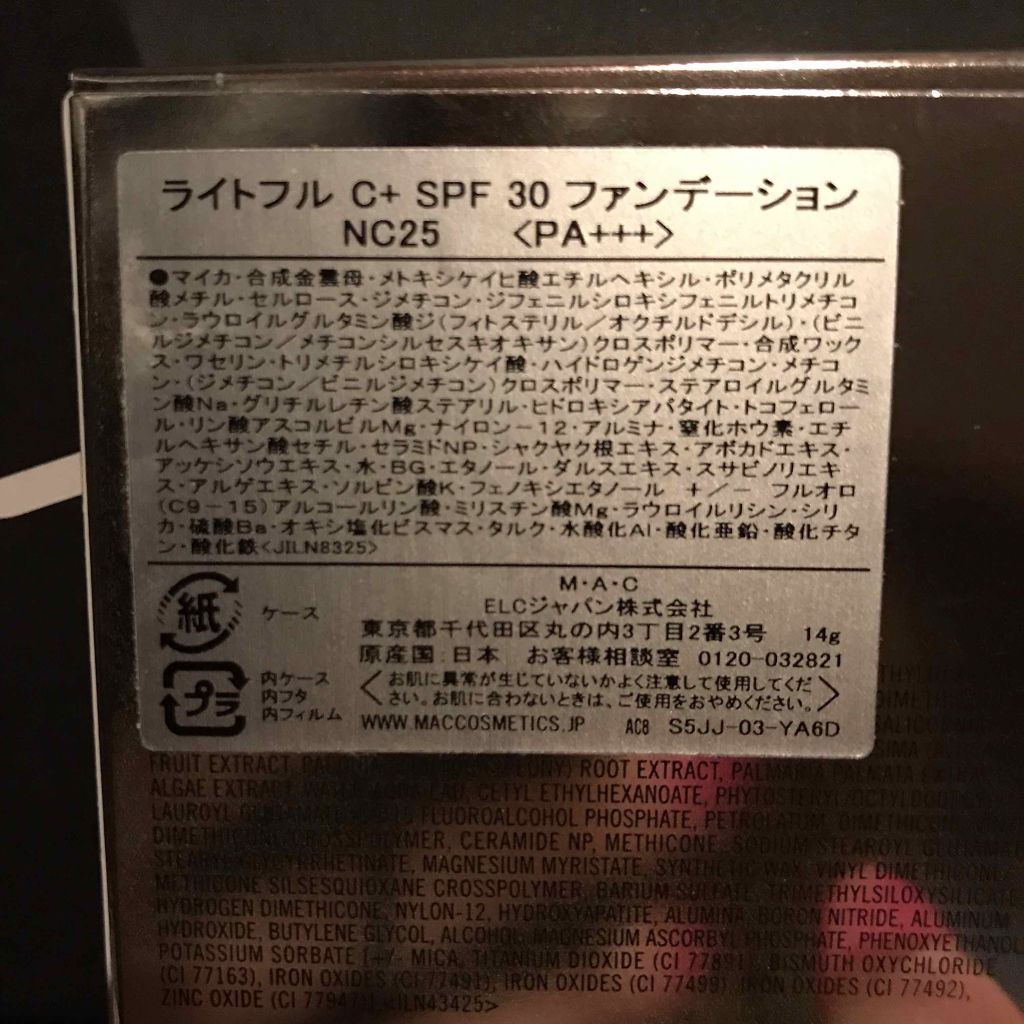 ライトフル C+ SPF 30 ファンデーション
NC25 <PA+++>
●マイカ・合成金雲母・メトキシケイヒ酸エチルヘキシル・ポリメタクリル
酸メチル・セルロース・ジメチコン・ジフェニルシロキシフェニルトリメチコ
ン・ラウロイルグルタミン酸ジ(フィトステリル/オクチルドデシル)・(ビニ
ルジメチコン/メチコンシルセスキオキサン)クロスポリマー・合成ワック
ス・ワセリン・トリメチルシロキシケイ酸・ハイドロゲンジメチコン・メチコ
ン・(ジメチコン/ビニルジメチコン)クロスポリマー・ステアロイルグルタミ
ン酸Na・グリチルレチン酸ステアリル・ヒドロキシアパタイト・トコフェロー
ル・リン酸アスコルビルMg・ナイロン-12・アルミナ・窒化ホウ素・エチ
ルヘキサン酸セチル・セラミドNP・シャクヤク根エキス・アボカドエキス・
アッケシソウエキス・水・BG・エタノール・ダルスエキス・スサビノリエキ
ス・アルゲエキス・ソルビン酸K・フェノキシエタノール +/- フルオロ
(C9-15)アルコールリン酸・ミリスチン酸Mg・ラウロイルリシン・シリ
カ・硫酸Ba・オキシ塩化ビスマス・タルク・水酸化Al・酸化亜鉛・酸化チタ
ン・酸化鉄<JILN8325>
紙 ケース
プラ 内ケース
内フタ
内フィルム
M・A・C
ELCジャパン株式会社
東京都千代田区丸の内3丁目2番3号 14g
原産国:日本 お客様相談室 0120-032821
<お肌に異常が生じていないかよく注意して使用してくだ
さい。お肌に合わないときは、ご使用をおやめください。>
WWW.MACCOSMETICS.JP AC8 S5JJ-03-YA6D
FRUIT EXTRACT, ROOT EXTRACT, PALMARIA PALMATA
ALGAE EXTRACT, CETYL ETHYLHEXANOATE, PHYTOSTERYL/OCTYLDODECYL
LAUROYL FLUOROALCOHOL PHOSPHATE, PETROLATUM, DIMETHICONE
DIMETHICONE CROSSPOLYMER, CERAMIDE NP, METHICONE, SODIUM STEAROYL
STEARYL GLYCYRRHETINATE, MAGNESIUM MYRISTATE, SYNTHETIC WAX, VINYL DIMETHICONE
METHICONE SILSESQUIOXANE CROSSPOLYMER, BARIUM SULFATE, TRIMETHYLSILOXYSILICATE
HYDROGEN DIMETHICONE, NYLON-12, HYDROXYAPATITE, ALUMINA, BORON NITRIDE, ALUMINUM
HYDROXIDE, BUTYLENE GLYCOL, ALCOHOL, MAGNESIUM ASCORBYL PHOSPHATE, PHENOXYETHANOL
POTASSIUM SORBATE [+/- MICA, TITANIUM DIOXIDE (CI 77891), BISMUTH OXYCHLORIDE
(CI 77163), IRON OXIDES (CI 77491), IRON OXIDES (CI 77499), IRON OXIDES (CI 77492),
ZINC OXIDE (CI 77947)] <ILN43425>